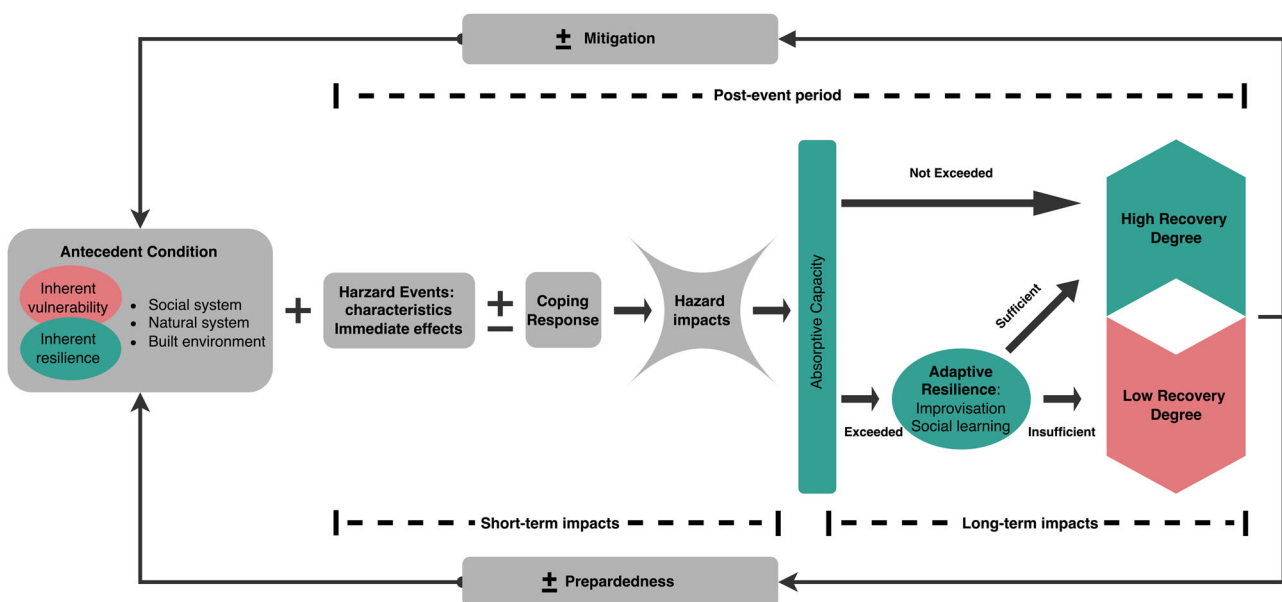 ± Mitigation
Post-event period
Antecedent Condition
Inherent
vulnerability
Inherent
resilience
• Social system
• Natural system
• Built environment
+
Harzard Events:
characteristics
Immediate effects
±
Coping
Response
Hazard
impacts
Absorptive Capacity
Not Exceeded
Exceeded
Adaptive
Resilience:
Improvisation
Social learning
Sufficient
Insufficient
High Recovery
Degree
Low Recovery
Degree
Short-term impacts
Long-term impacts
± Prepardedness